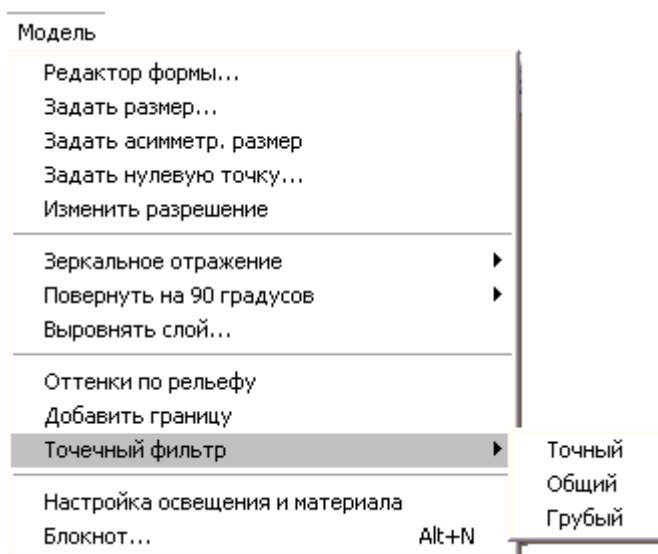 Модель
Редактор формы...
Задать размер...
Задать асимметр. размер
Задать нулевую точку...
Изменить разрешение
Зеркальное отражение
Повернуть на 90 градусов
Выровнять слой...
Оттенки по рельефу
Добавить границу
Точечный фильтр
Точный
Общий
Грубый
Настройка освещения и материала
Блокнот... Alt+N